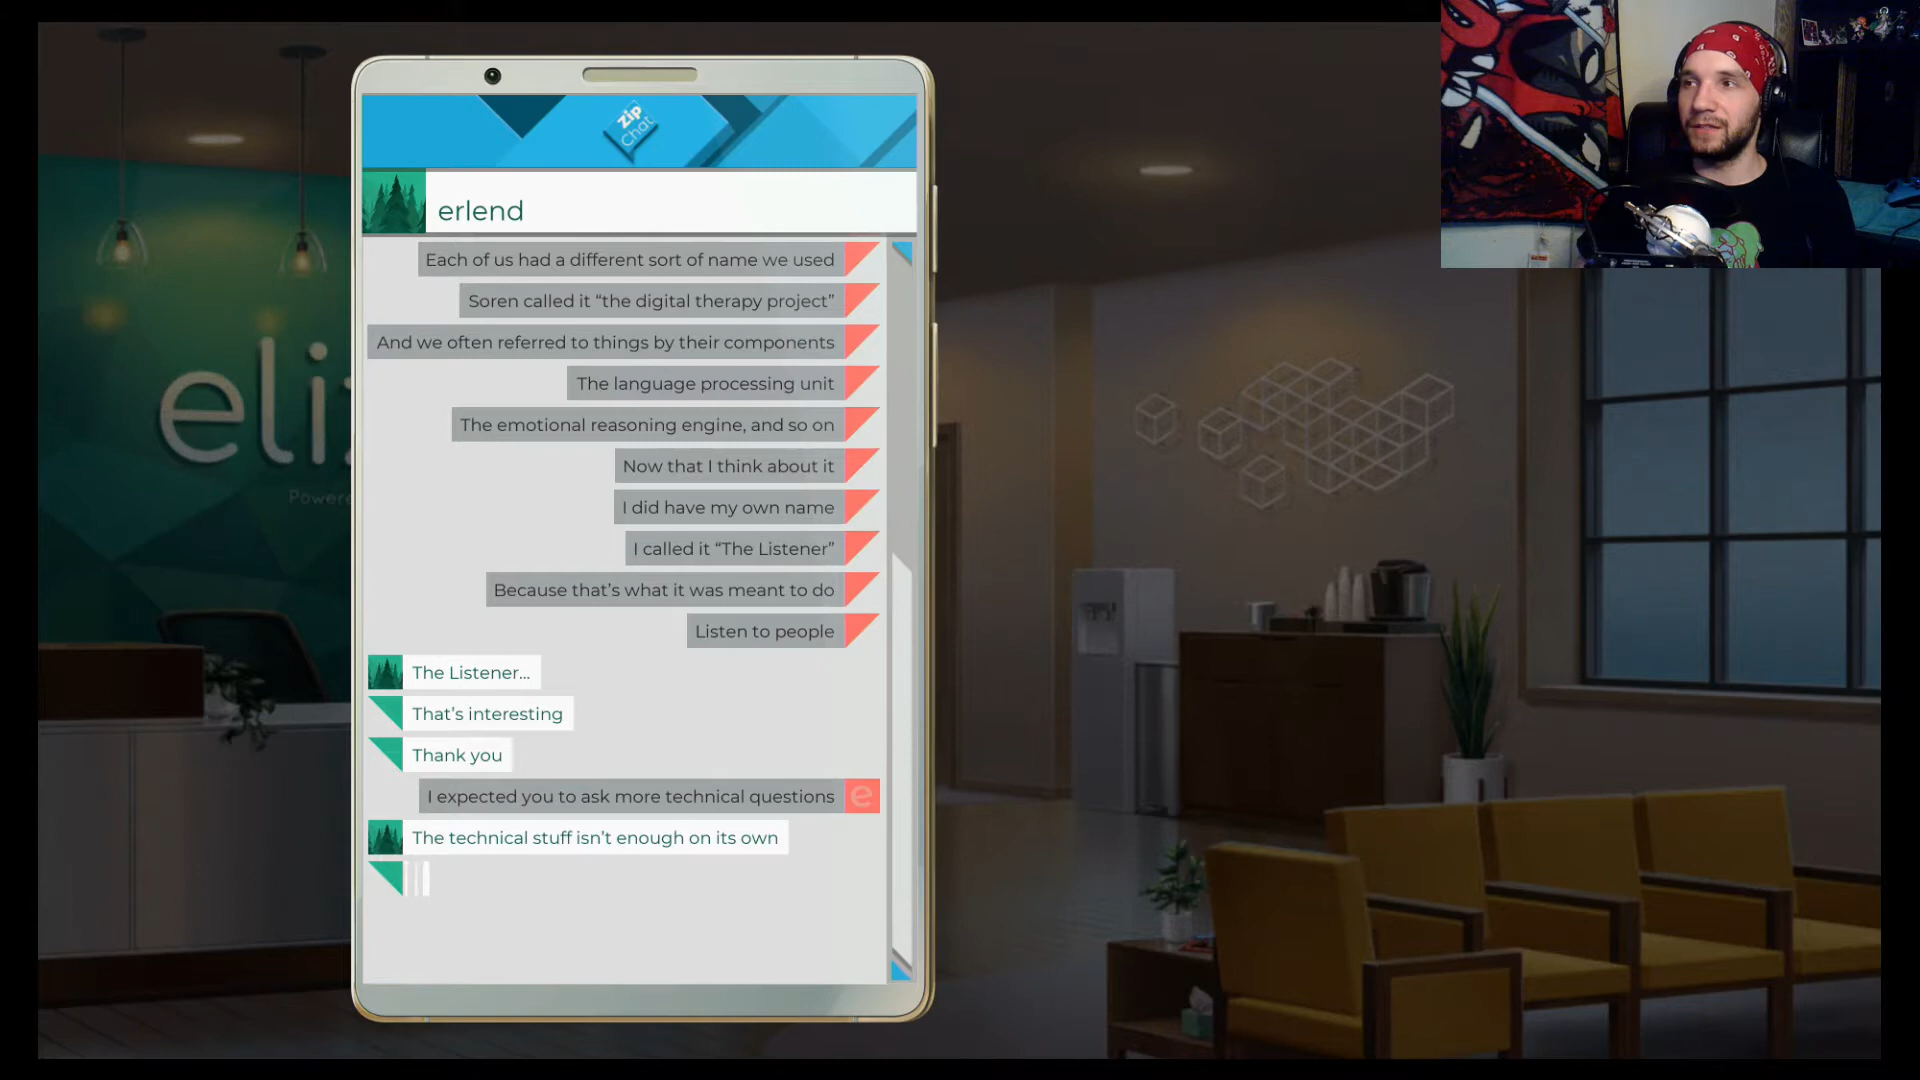 zip
Chat
erlend
Each of us had a different sort of name we used
Soren called it “the digital therapy project”
And we often referred to things by their components
The language processing unit
The emotional reasoning engine, and so on
Now that I think about it
I did have my own name
I called it “The Listener”
Because that’s what it was meant to do
Listen to people
The Listener...
That’s interesting
Thank you
I expected you to ask more technical questions
e
The technical stuff isn’t enough on its own
eli
Powere